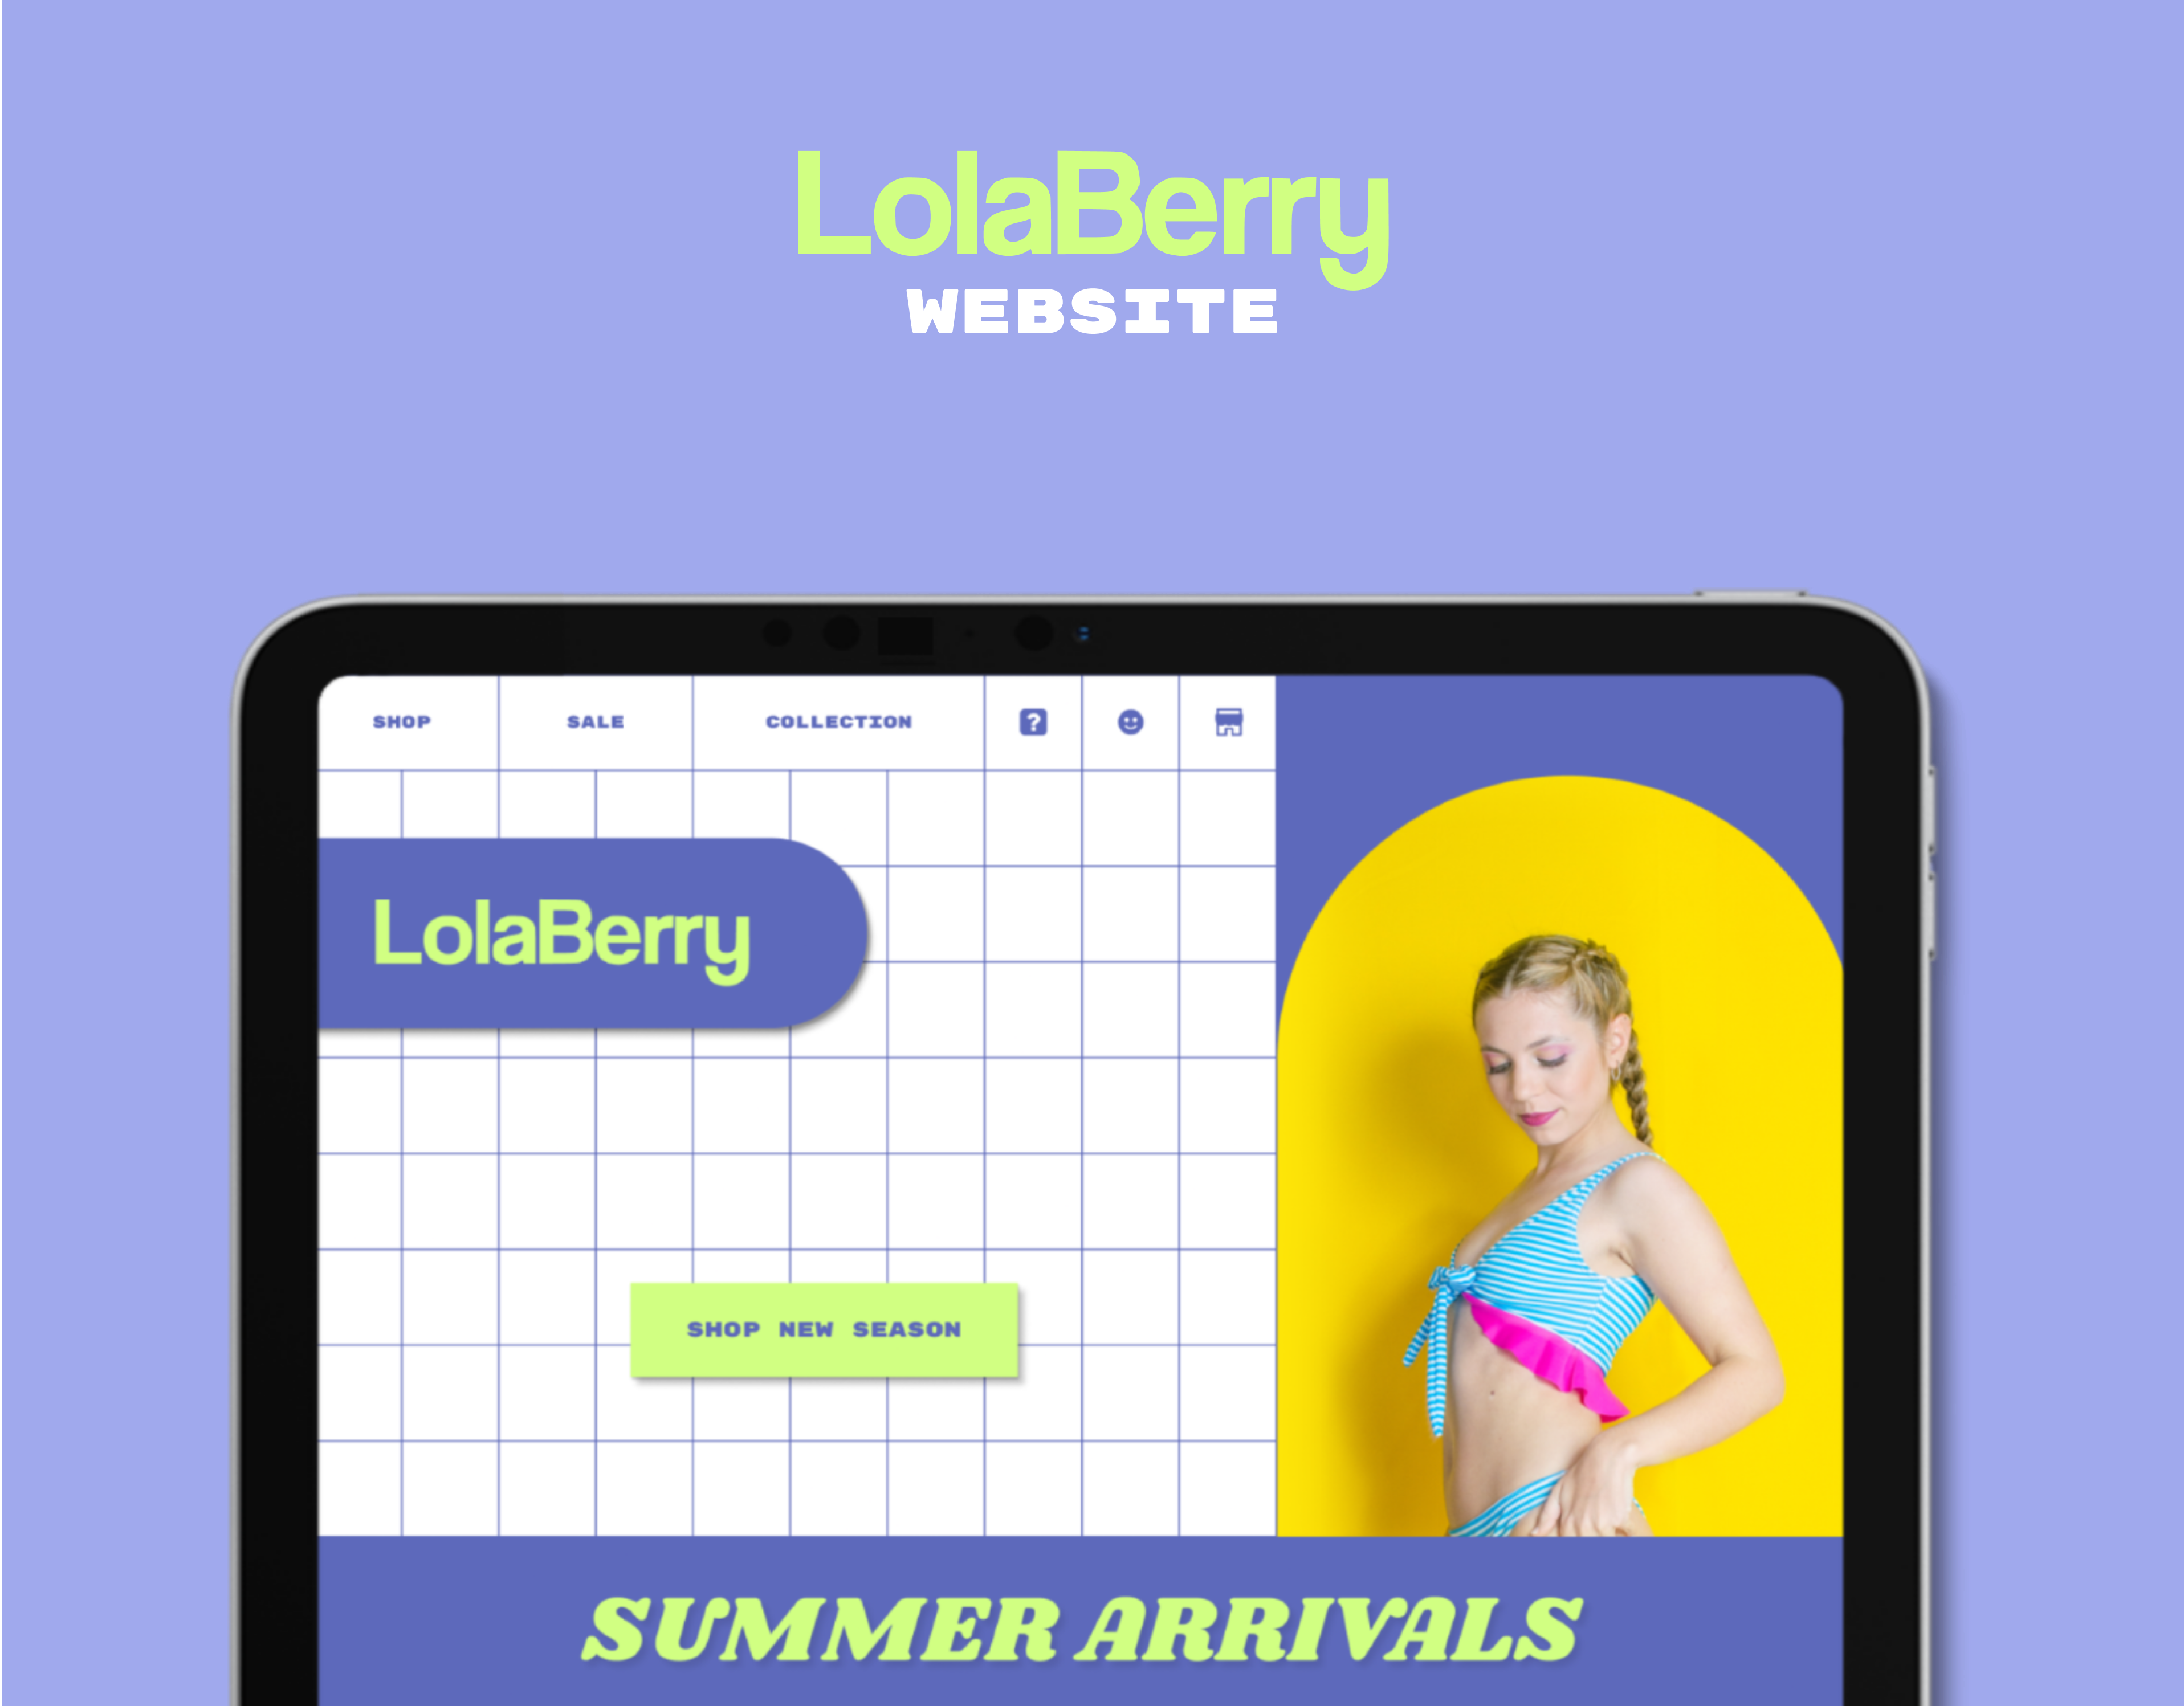 LolaBerry
WEBSITE
SHOP SALE COLLECTION ?
LolaBerry
SHOP NEW SEASON
SUMMER ARRIVALS